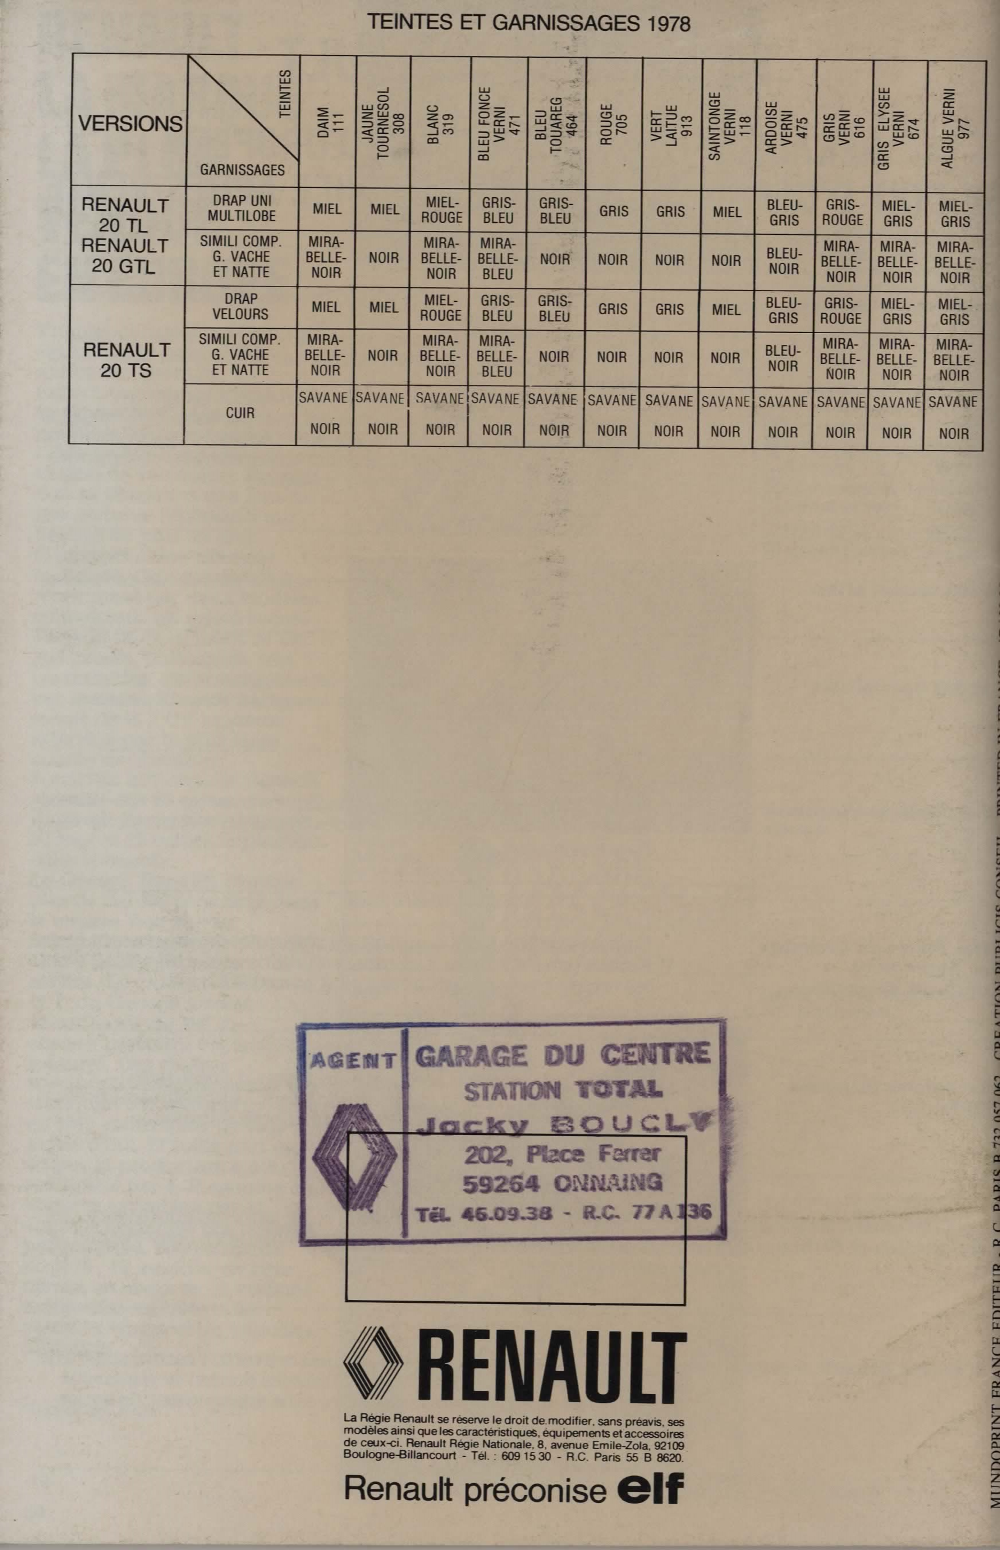 TEINTES ET GARNISSAGES 1978
VERSIONS
TEINTES
GARNISSAGES
DAIM 111
JAUNE TOURNESOL 308
BLANC 319
BLEU FONCE VERNI 471
BLEU TOUAREG 464
ROUGE 705
VERT LAITUE 913
SAINTONGE VERNI 118
ARDOISE VERNI 475
GRIS VERNI 616
GRIS ELYSEE VERNI 674
ALGUE VERNI 977
RENAULT 20 TL RENAULT 20 GTL
DRAP UNI MULTILOBE MIEL MIEL MIEL-ROUGE GRIS-BLEU GRIS-BLEU GRIS GRIS MIEL BLEU-GRIS GRIS-ROUGE MIEL-GRIS MIEL-GRIS
SIMILI COMP. G. VACHE ET NATTE MIRA-BELLE-NOIR NOIR MIRA-BELLE-NOIR MIRA-BELLE-BLEU NOIR NOIR NOIR NOIR BLEU-NOIR MIRA-BELLE-NOIR MIRA-BELLE-NOIR MIRA-BELLE-NOIR
RENAULT 20 TS
DRAP VELOURS MIEL MIEL MIEL-ROUGE GRIS-BLEU GRIS-BLEU GRIS GRIS MIEL BLEU-GRIS GRIS-ROUGE MIEL-GRIS MIEL-GRIS
SIMILI COMP. G. VACHE ET NATTE MIRA-BELLE-NOIR NOIR MIRA-BELLE-NOIR MIRA-BELLE-BLEU NOIR NOIR NOIR NOIR BLEU-NOIR MIRA-BELLE-NOIR MIRA-BELLE-NOIR MIRA-BELLE-NOIR
CUIR
SAVANE SAVANE SAVANE SAVANE SAVANE SAVANE SAVANE SAVANE SAVANE SAVANE SAVANE SAVANE
NOIR NOIR NOIR NOIR NOIR NOIR NOIR NOIR NOIR NOIR NOIR NOIR
AGENT
GARAGE DU CENTRE
STATION TOTAL
Jacky BOUCLY
202, Place Ferrer
59264 ONNAING
Tél. 46.09.38 - R.C. 77 A 136
RENAULT
La Régie Renault se réserve le droit de modifier, sans préavis, ses
modèles ainsi que les caractéristiques, équipements et accessoires
de ceux-ci. Renault Régie Nationale, 8, avenue Emile-Zola, 92109
Boulogne-Billancourt - Tél. : 609 15 30 - R.C. Paris 55 B 8620.
Renault préconise elf
MUNDOPRINT FRANCE EDITEUR - R.C. PARIS B